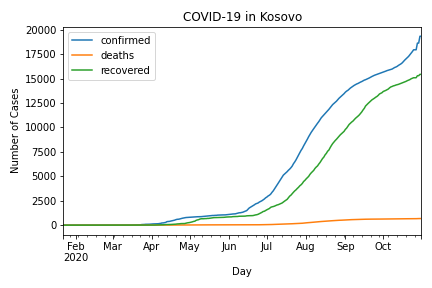 COVID-19 in Kosovo
confirmed
deaths
recovered
Number of Cases
20000
17500
15000
12500
10000
7500
5000
2500
0
Feb Mar Apr May Jun Jul Aug Sep Oct
2020
Day